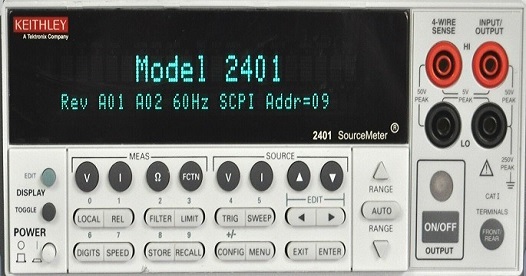 KEITHLEY
A Tektronix Company
Model 2401
Rev A01 A02 60Hz SCPI Addr=09
2401 SourceMeter®
4-WIRE SENSE
INPUT/ OUTPUT
HI
50V PEAK
5V PEAK
50V PEAK
LO
250V PEAK
CAT I
MEAS
SOURCE
EDIT
DISPLAY
TOGGLE
POWER
V I Ω FCTN V I ▲ ▼
0 1 2 3 4 5
EDIT
LOCAL REL FILTER LIMIT TRIG SWEEP ◀ ▶
6 7 8 9 +/-
DIGITS SPEED STORE RECALL CONFIG MENU EXIT ENTER
RANGE
AUTO
RANGE
ON/OFF
OUTPUT
TERMINALS
FRONT/ REAR
O I